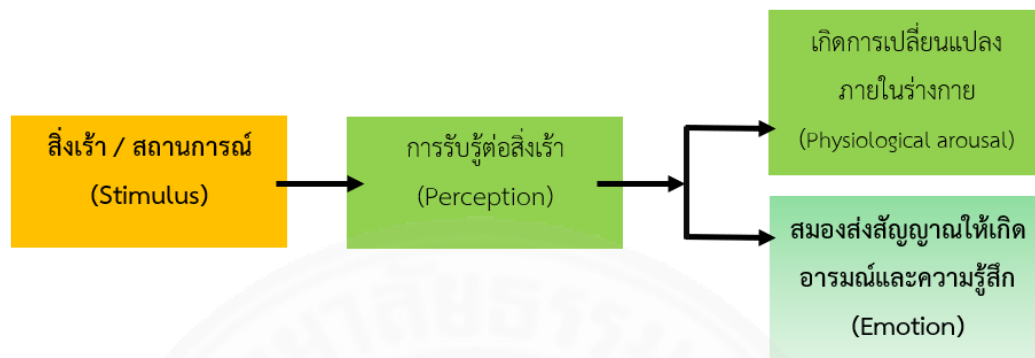 สิ่งเร้า / สถานการณ์
(Stimulus)
การรับรู้ต่อสิ่งเร้า
(Perception)
เกิดการเปลี่ยนแปลง
ภายในร่างกาย
(Physiological arousal)
สมองส่งสัญญาณให้เกิด
อารมณ์และความรู้สึก
(Emotion)